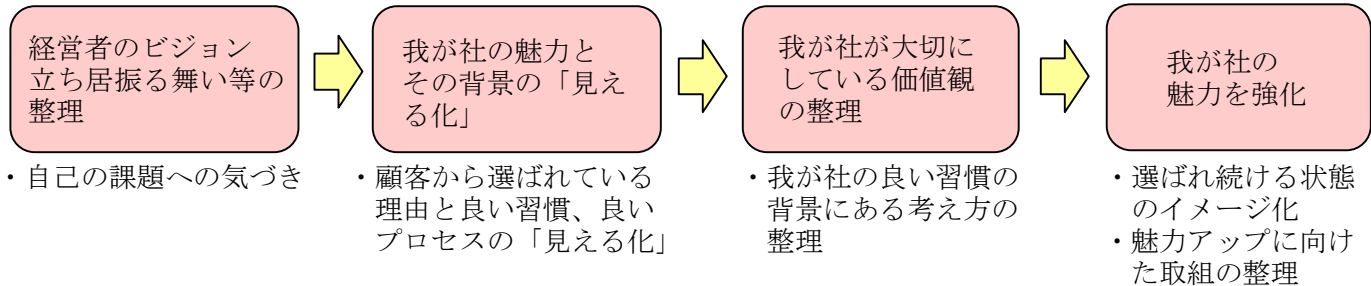 経営者のビジョン
立ち居振る舞い等の
整理
・自己の課題への気づき
我が社の魅力と
その背景の「見え
る化」
・顧客から選ばれている
理由と良い習慣、良い
プロセスの「見える化」
我が社が大切に
している価値観
の整理
・我が社の良い習慣の
背景にある考え方の
整理
我が社の
魅力を強化
・選ばれ続ける状態
のイメージ化
・魅力アップに向け
た取組の整理